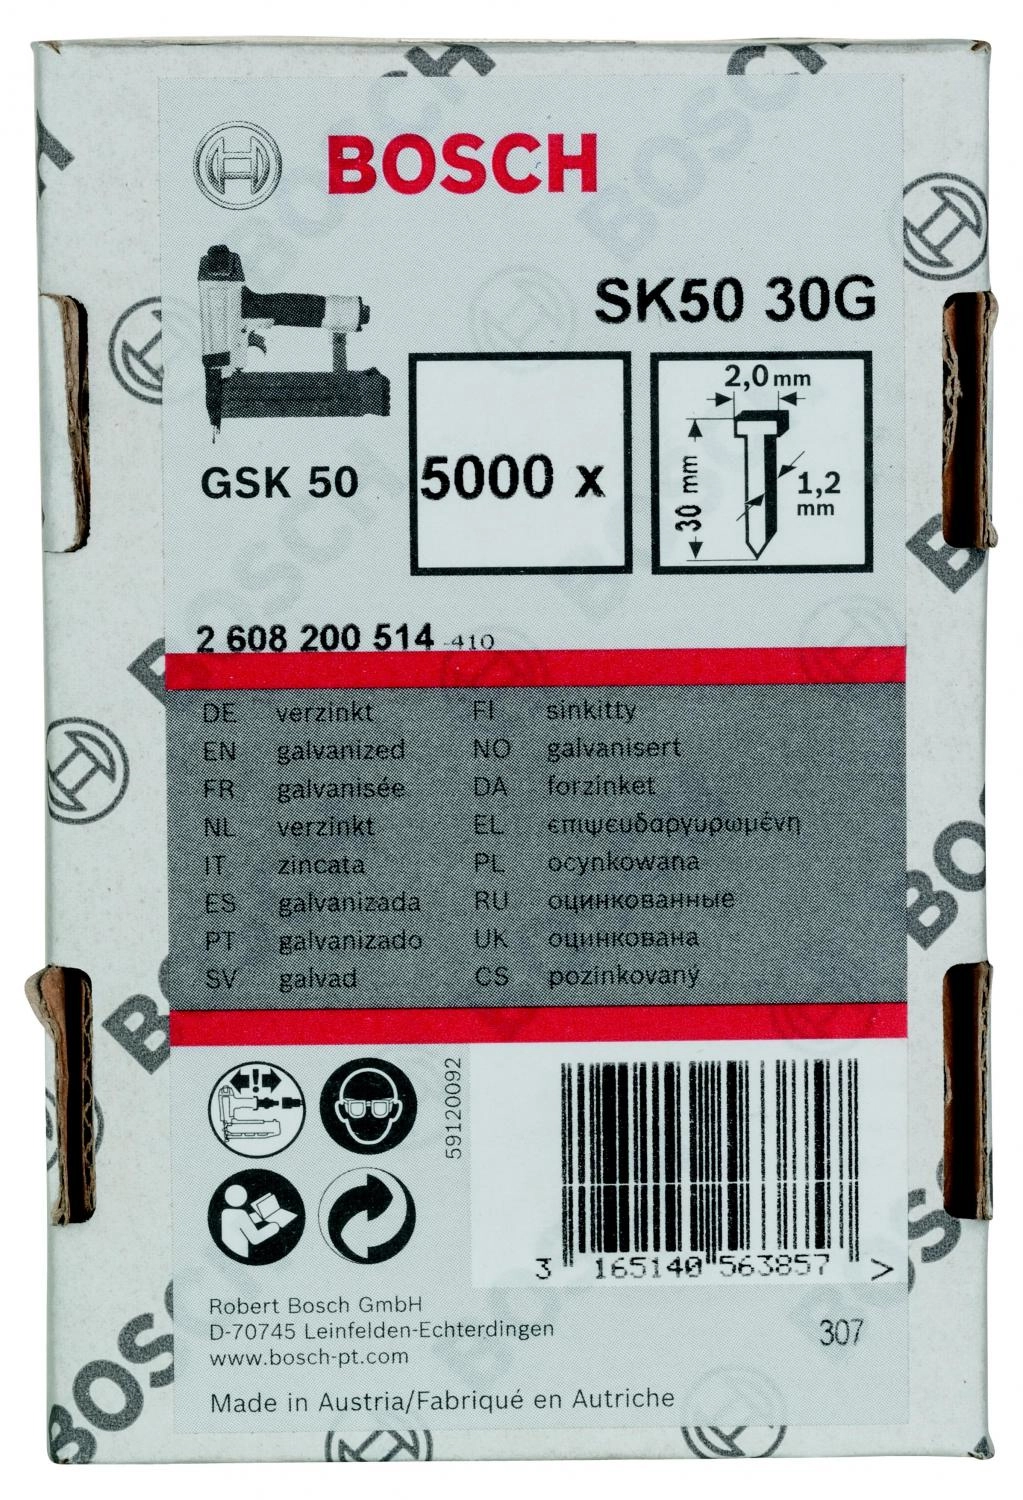 BOSCH
SK50 30G
GSK 50
5000 x
2,0 mm
30 mm
1,2
mm
2 608 200 514 -410
DE verzinkt
EN galvanized
FR galvanisée
NL verzinkt
IT zincata
ES galvanizada
PT galvanizado
SV galvad
FI sinkitty
NO galvanisert
DA forzinket
EL επιψευδαργυρωμένη
PL ocynkowana
RU оцинкованные
UK оцинкована
CS pozinkovaný
59120092
3 165140 563857 >
Robert Bosch GmbH
D-70745 Leinfelden-Echterdingen
www.bosch-pt.com
307
Made in Austria/Fabriqué en Autriche